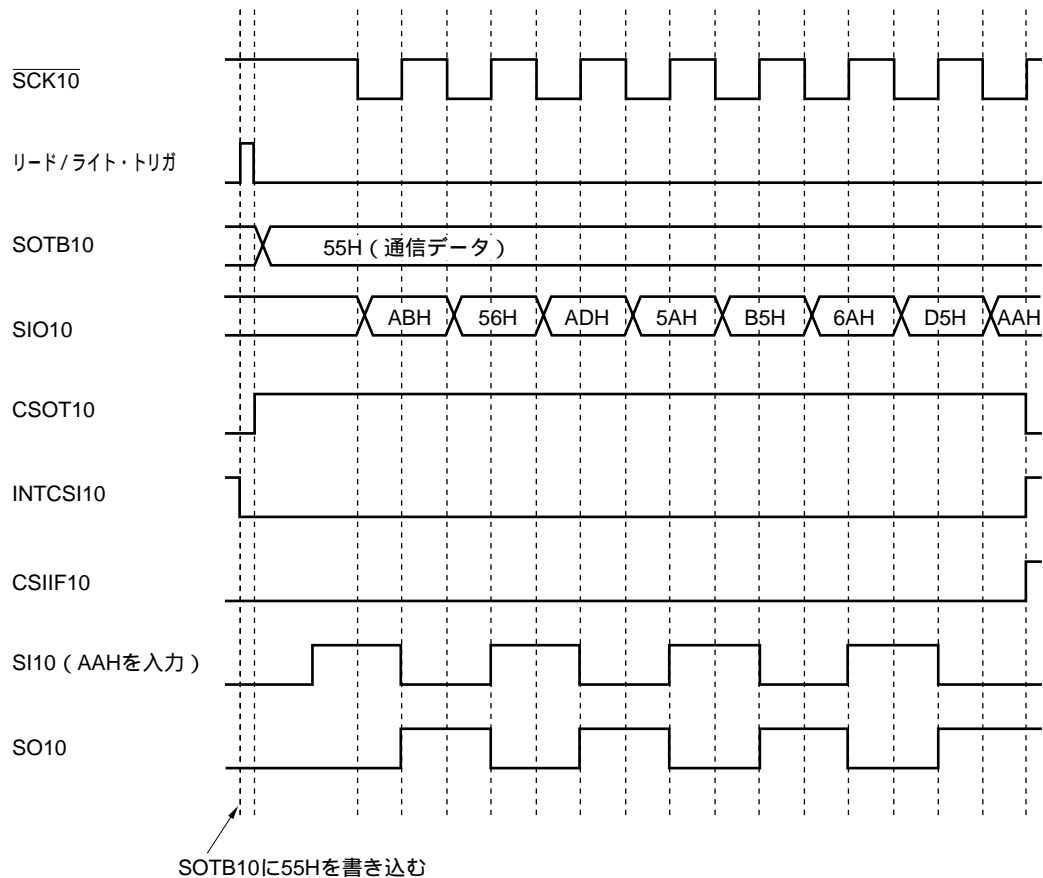 SCK10
リード/ライト・トリガ
SOTB10
55H（通信データ）
SIO10
ABH 56H ADH 5AH B5H 6AH D5H AAH
CSOT10
INTCSI10
CSIIF10
SI10（AAHを入力）
SO10
SOTB10に55Hを書き込む